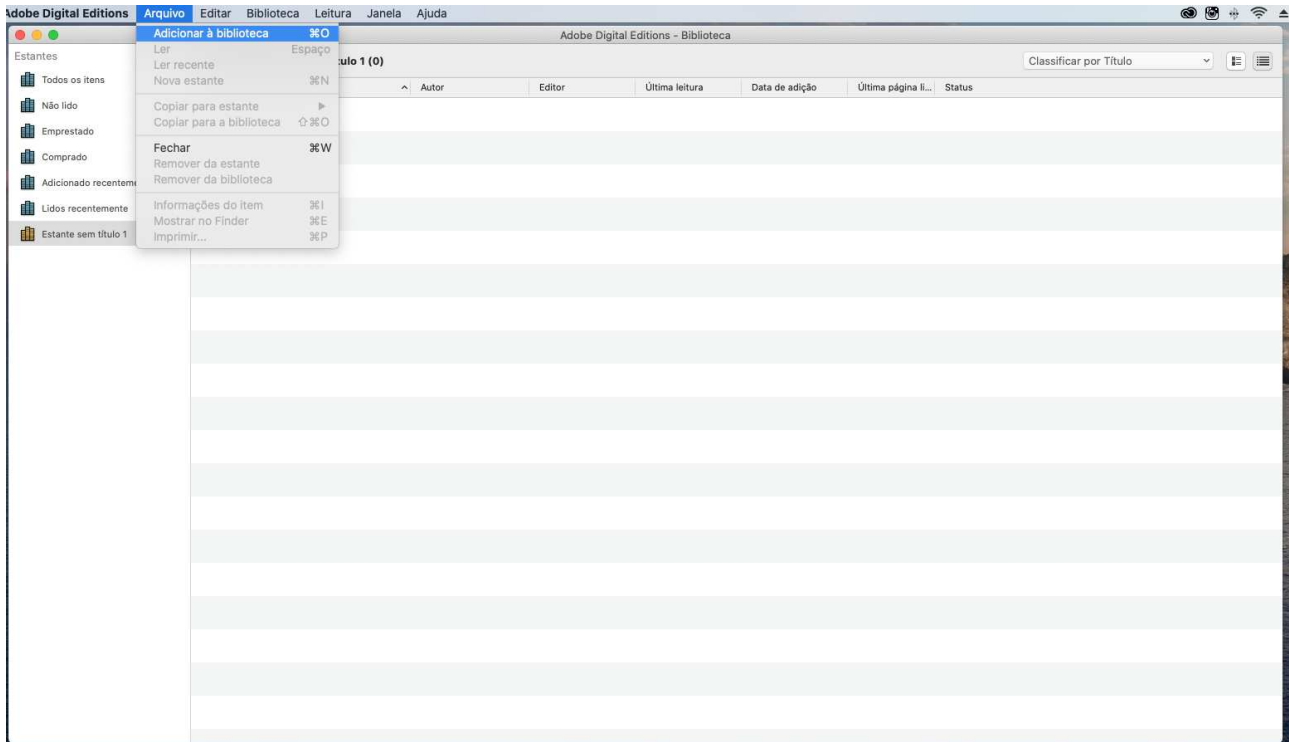 Adobe Digital Editions Arquivo Editar Biblioteca Leitura Janela Ajuda
Adobe Digital Editions - Biblioteca
Adicionar à biblioteca ⌘O
Ler Espaço
Ler recente
Nova estante ⌘N
Copiar para estante ▶
Copiar para a biblioteca ⇧⌘O
Fechar ⌘W
Remover da estante
Remover da biblioteca
Informações do item ⌘I
Mostrar no Finder ⌘E
Imprimir... ⌘P
Estantes
Todos os itens
Não lido
Emprestado
Comprado
Adicionado recenteme
Lidos recentemente
Estante sem título 1
tulo 1 (0)
Classificar por Título
Autor Editor Última leitura Data de adição Última página li... Status